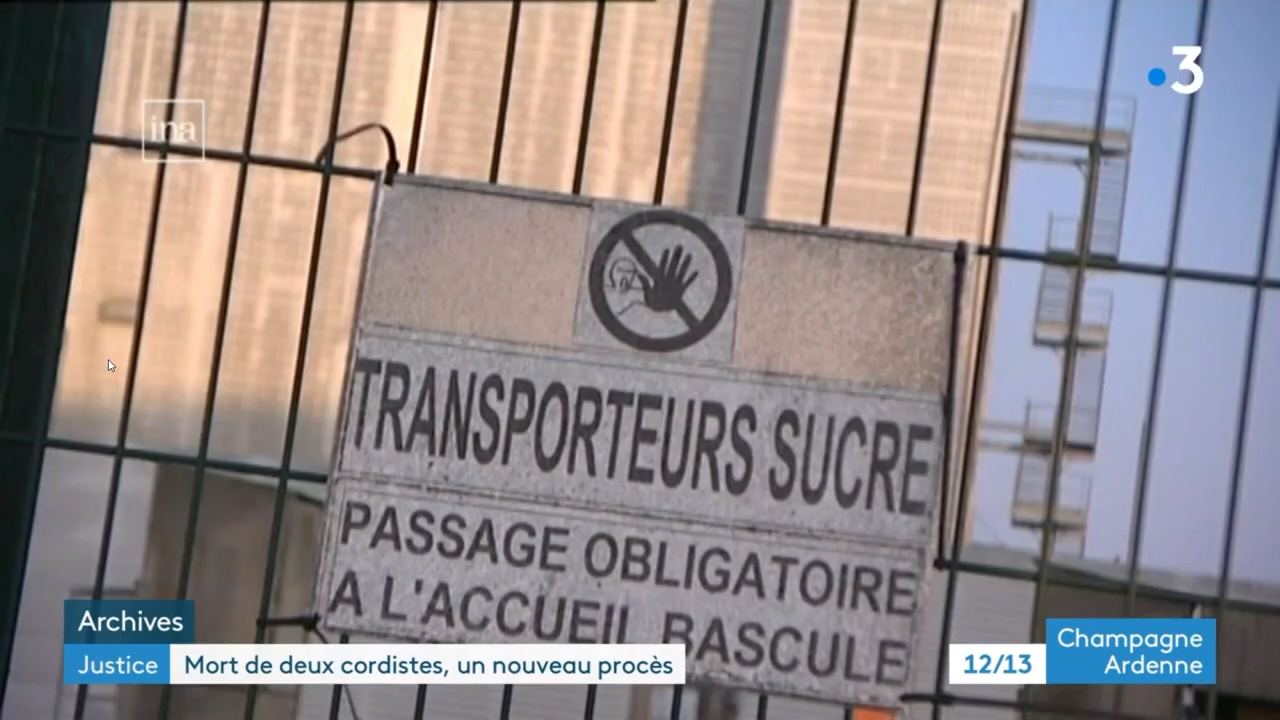 3
ina
TRANSPORTEURS SUCRE
PASSAGE OBLIGATOIRE
A L'ACCUEIL BASCULE
Archives
Justice Mort de deux cordistes, un nouveau procès
12/13
Champagne
Ardenne